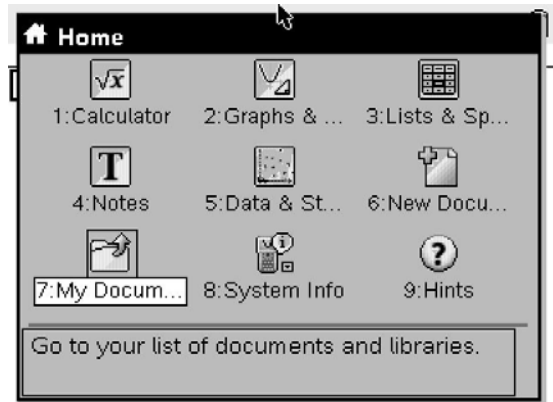 Home
1:Calculator 2:Graphs & ... 3:Lists & Sp...
4:Notes 5:Data & St... 6:New Docu...
7:My Docum... 8:System Info 9:Hints
Go to your list of documents and libraries.